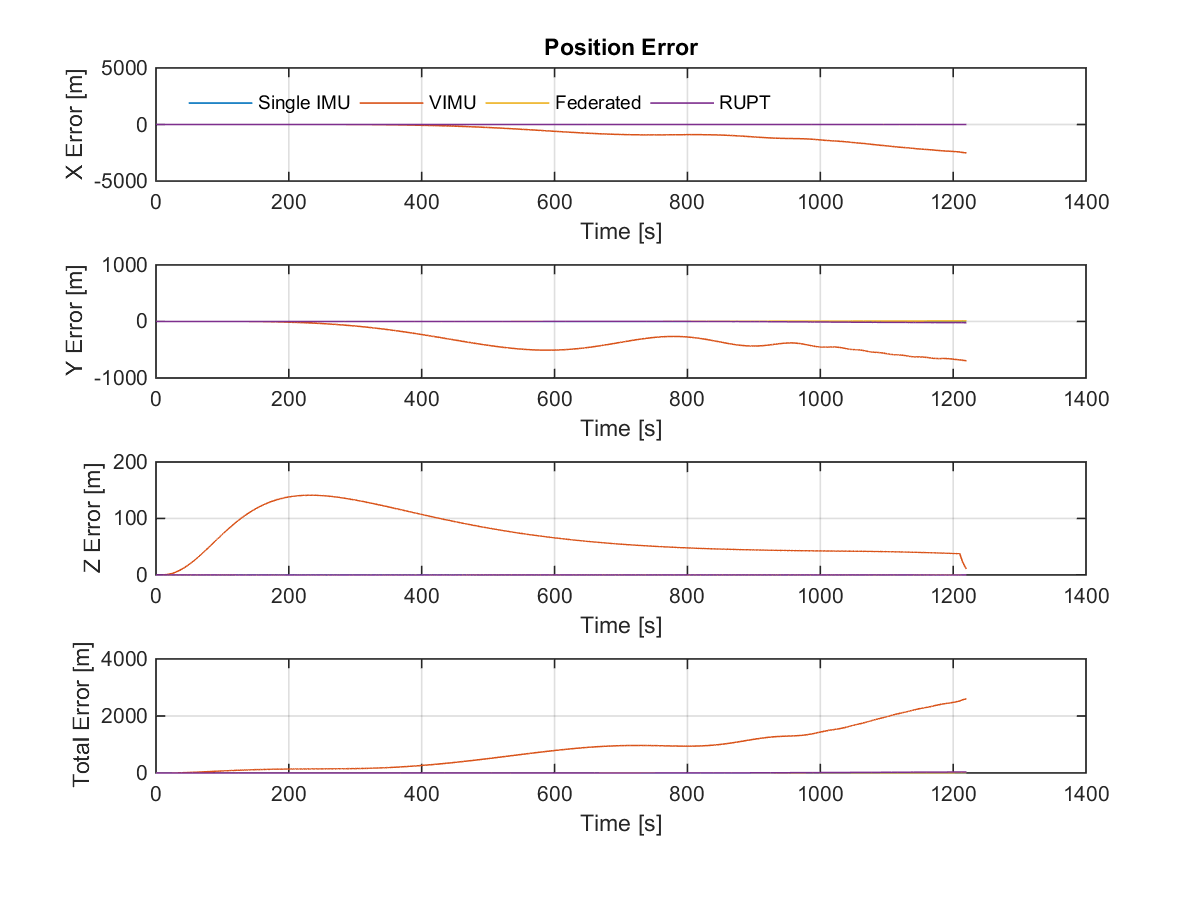 Position Error
X Error [m]
5000
0
-5000
Single IMU VIMU Federated RUPT
0 200 400 600 800 1000 1200 1400
Time [s]
Y Error [m]
1000
0
-1000
0 200 400 600 800 1000 1200 1400
Time [s]
Z Error [m]
200
100
0
0 200 400 600 800 1000 1200 1400
Time [s]
Total Error [m]
4000
2000
0
0 200 400 600 800 1000 1200 1400
Time [s]